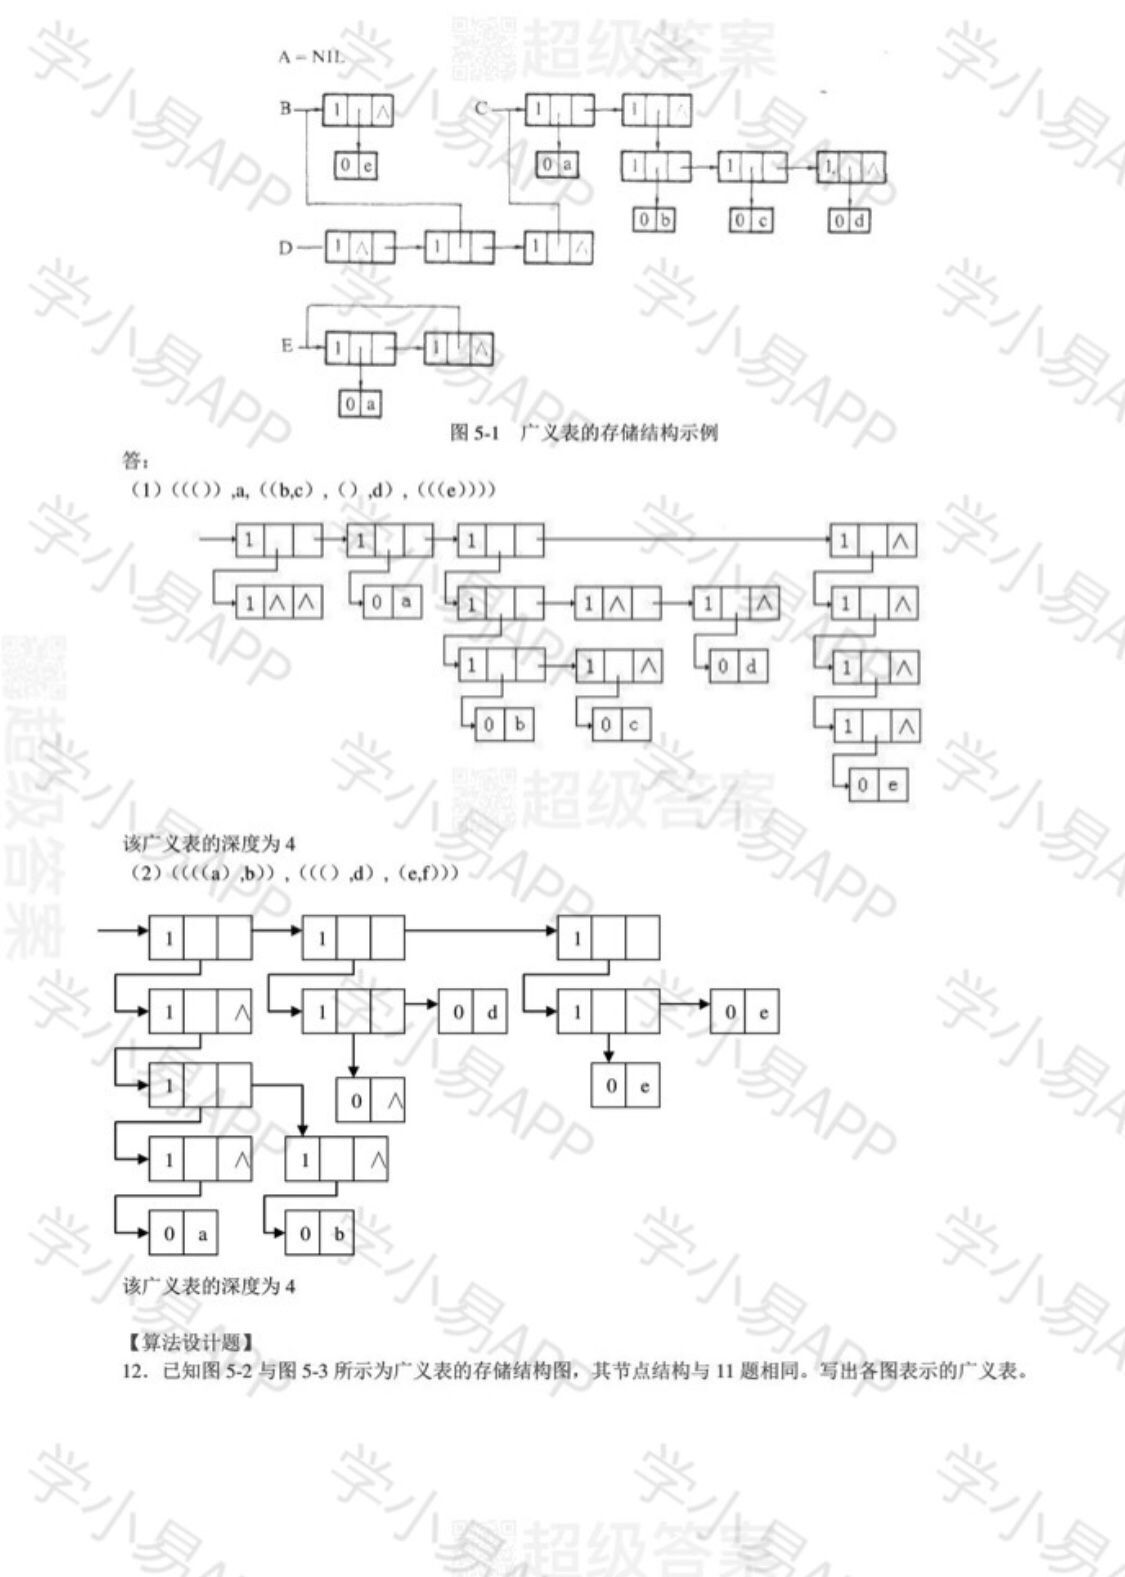 A = NIL
B 1 ∧ C 1 1 ∧
0 e 0 a 1 1 1 ∧
0 b 0 c 0 d
D 1 ∧ 1 1 ∧
E 1 1 ∧
0 a
图 5-1 广义表的存储结构示例
答：
（1）(((（)）,a,（(b,c）,（）,d）,（((e))))
1 1 1 1 ∧
1 ∧ ∧ 0 a 1 1 ∧ 1 ∧ 1 ∧
1 1 ∧ 0 d 1 ∧
0 b 0 c 1 ∧
0 e
该广义表的深度为 4
（2）((((a）,b)）,（(（）,d）,（e,f)))
1 1 1
1 ∧ 1 0 d 1 0 e
1 0 ∧ 0 e
1 ∧ 1 ∧
0 a 0 b
该广义表的深度为 4
【算法设计题】
12．已知图 5-2 与图 5-3 所示为广义表的存储结构图，其节点结构与 11 题相同。写出各图表示的广义表。
学小易APP
超级答案